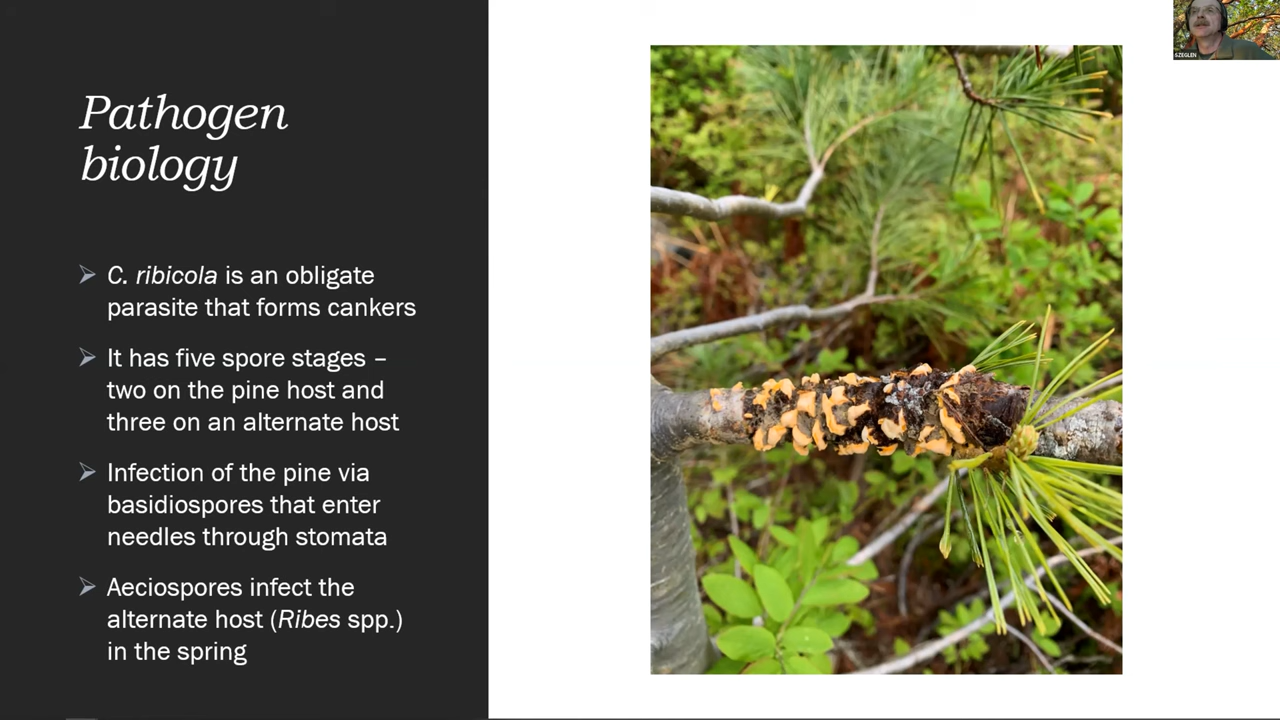 Pathogen
biology
C. ribicola is an obligate
parasite that forms cankers
It has five spore stages –
two on the pine host and
three on an alternate host
Infection of the pine via
basidiospores that enter
needles through stomata
Aeciospores infect the
alternate host (Ribes spp.)
in the spring
SZEGLEN